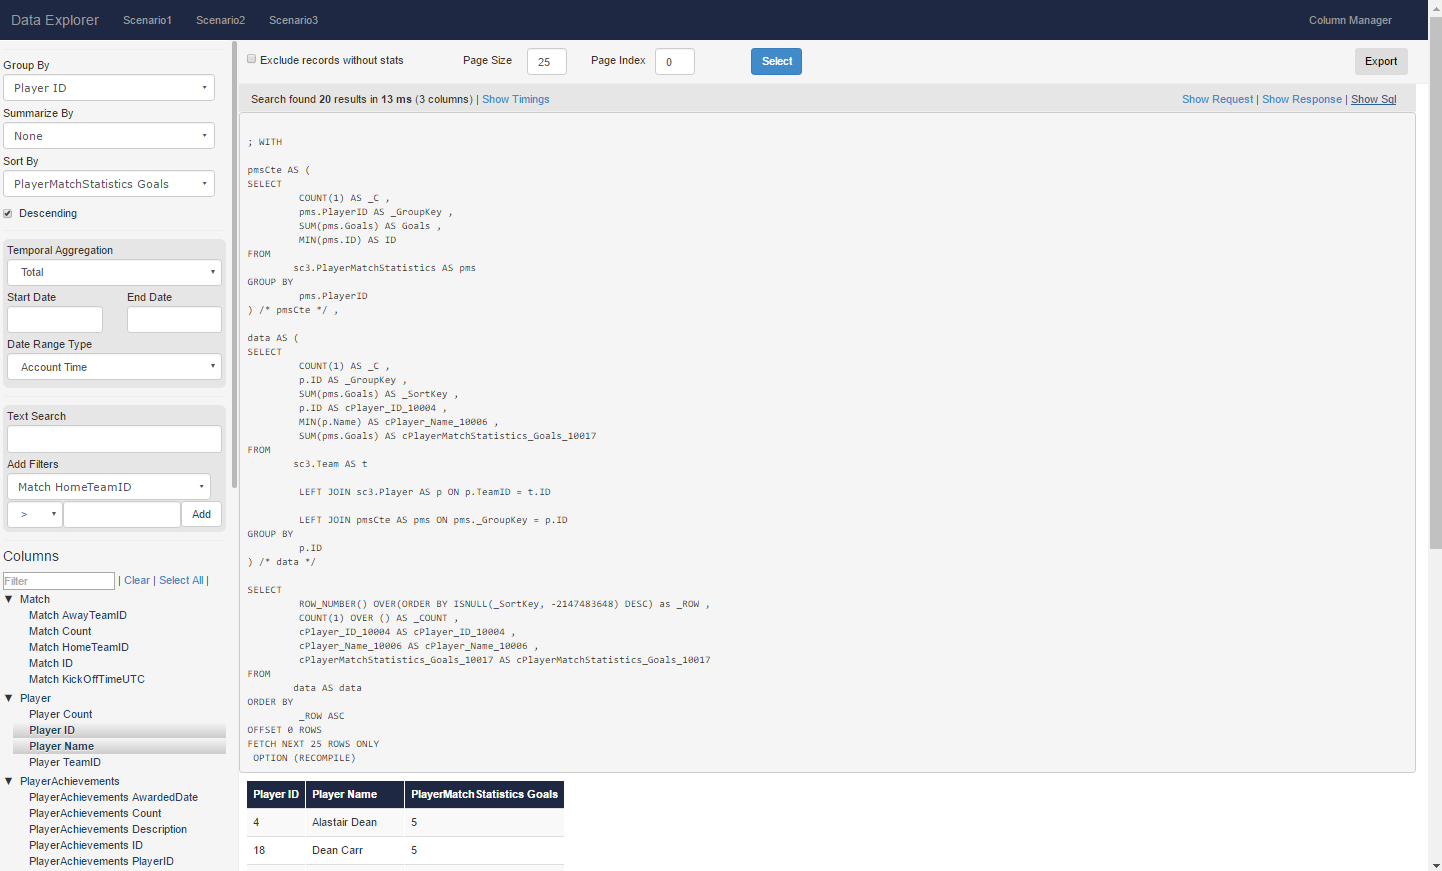 Data Explorer Scenario1 Scenario2 Scenario3 Column Manager
Group By
Player ID
Summarize By
None
Sort By
PlayerMatchStatistics Goals
Descending
Temporal Aggregation
Total
Start Date End Date
Date Range Type
Account Time
Text Search
Add Filters
Match HomeTeamID
> Add
Columns
Filter | Clear | Select All |
▼ Match
Match AwayTeamID
Match Count
Match HomeTeamID
Match ID
Match KickOffTimeUTC
▼ Player
Player Count
Player ID
Player Name
Player TeamID
▼ PlayerAchievements
PlayerAchievements AwardedDate
PlayerAchievements Count
PlayerAchievements Description
PlayerAchievements ID
PlayerAchievements PlayerID
Exclude records without stats Page Size 25 Page Index 0 Select Export
Search found 20 results in 13 ms (3 columns) | Show Timings Show Request | Show Response | Show Sql
; WITH
pmsCte AS (
SELECT
COUNT(1) AS _C ,
pms.PlayerID AS _GroupKey ,
SUM(pms.Goals) AS Goals ,
MIN(pms.ID) AS ID
FROM
sc3.PlayerMatchStatistics AS pms
GROUP BY
pms.PlayerID
) /* pmsCte */ ,
data AS (
SELECT
COUNT(1) AS _C ,
p.ID AS _GroupKey ,
SUM(pms.Goals) AS _SortKey ,
p.ID AS cPlayer_ID_10004 ,
MIN(p.Name) AS cPlayer_Name_10006 ,
SUM(pms.Goals) AS cPlayerMatchStatistics_Goals_10017
FROM
sc3.Team AS t
LEFT JOIN sc3.Player AS p ON p.TeamID = t.ID
LEFT JOIN pmsCte AS pms ON pms._GroupKey = p.ID
GROUP BY
p.ID
) /* data */
SELECT
ROW_NUMBER() OVER(ORDER BY ISNULL(_SortKey, -2147483648) DESC) as _ROW ,
COUNT(1) OVER () AS _COUNT ,
cPlayer_ID_10004 AS cPlayer_ID_10004 ,
cPlayer_Name_10006 AS cPlayer_Name_10006 ,
cPlayerMatchStatistics_Goals_10017 AS cPlayerMatchStatistics_Goals_10017
FROM
data AS data
ORDER BY
_ROW ASC
OFFSET 0 ROWS
FETCH NEXT 25 ROWS ONLY
OPTION (RECOMPILE)
Player ID Player Name PlayerMatchStatistics Goals
4 Alastair Dean 5
18 Dean Carr 5